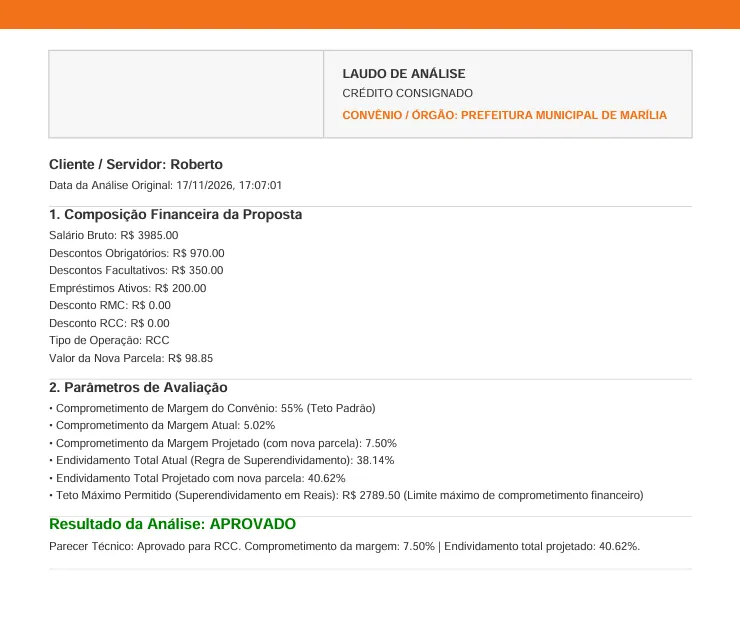 LAUDO DE ANÁLISE
CRÉDITO CONSIGNADO
CONVÊNIO / ÓRGÃO: PREFEITURA MUNICIPAL DE MARÍLIA
Cliente / Servidor: Roberto
Data da Análise Original: 17/11/2026, 17:07:01
1. Composição Financeira da Proposta
Salário Bruto: R$ 3985.00
Descontos Obrigatórios: R$ 970.00
Descontos Facultativos: R$ 350.00
Empréstimos Ativos: R$ 200.00
Desconto RMC: R$ 0.00
Desconto RCC: R$ 0.00
Tipo de Operação: RCC
Valor da Nova Parcela: R$ 98.85
2. Parâmetros de Avaliação
• Comprometimento de Margem do Convênio: 55% (Teto Padrão)
• Comprometimento da Margem Atual: 5.02%
• Comprometimento da Margem Projetado (com nova parcela): 7.50%
• Endividamento Total Atual (Regra de Superendividamento): 38.14%
• Endividamento Total Projetado com nova parcela: 40.62%
• Teto Máximo Permitido (Superendividamento em Reais): R$ 2789.50 (Limite máximo de comprometimento financeiro)
Resultado da Análise: APROVADO
Parecer Técnico: Aprovado para RCC. Comprometimento da margem: 7.50% | Endividamento total projetado: 40.62%.